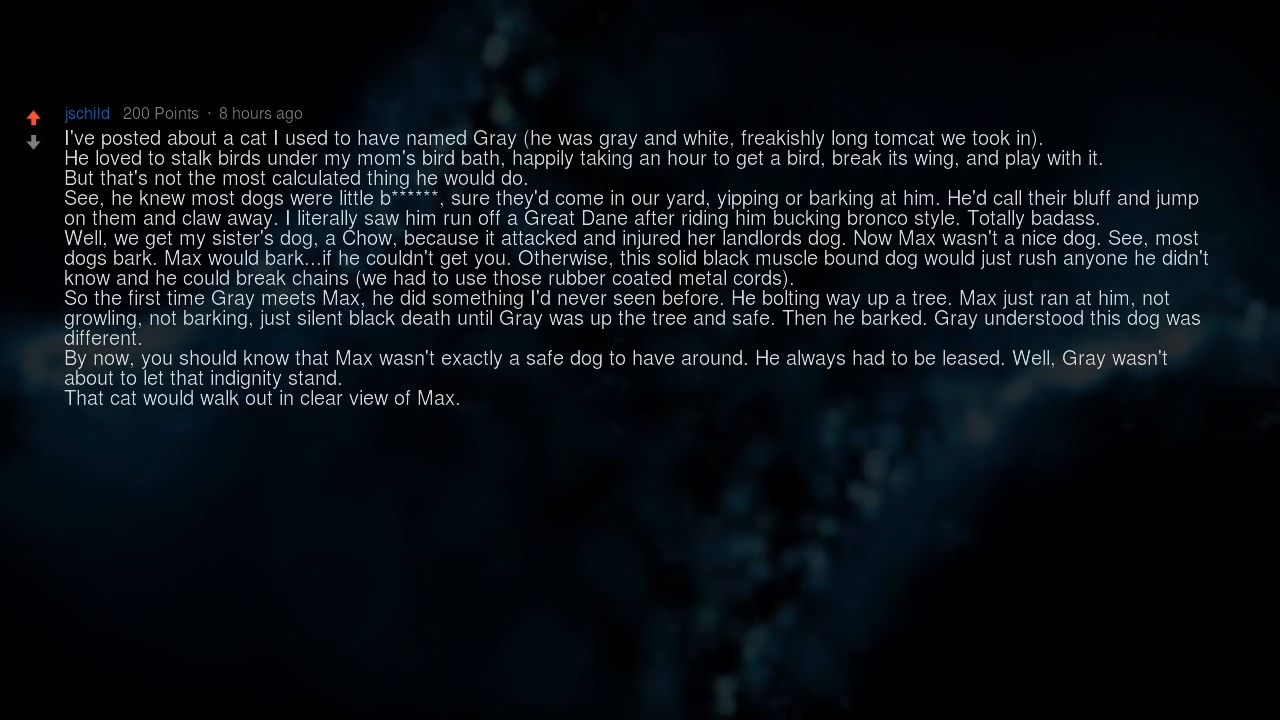 jschild 200 Points · 8 hours ago
I've posted about a cat I used to have named Gray (he was gray and white, freakishly long tomcat we took in).
He loved to stalk birds under my mom's bird bath, happily taking an hour to get a bird, break its wing, and play with it.
But that's not the most calculated thing he would do.
See, he knew most dogs were little b******, sure they'd come in our yard, yipping or barking at him. He'd call their bluff and jump
on them and claw away. I literally saw him run off a Great Dane after riding him bucking bronco style. Totally badass.
Well, we get my sister's dog, a Chow, because it attacked and injured her landlords dog. Now Max wasn't a nice dog. See, most
dogs bark. Max would bark...if he couldn't get you. Otherwise, this solid black muscle bound dog would just rush anyone he didn't
know and he could break chains (we had to use those rubber coated metal cords).
So the first time Gray meets Max, he did something I'd never seen before. He bolting way up a tree. Max just ran at him, not
growling, not barking, just silent black death until Gray was up the tree and safe. Then he barked. Gray understood this dog was
different.
By now, you should know that Max wasn't exactly a safe dog to have around. He always had to be leased. Well, Gray wasn't
about to let that indignity stand.
That cat would walk out in clear view of Max.